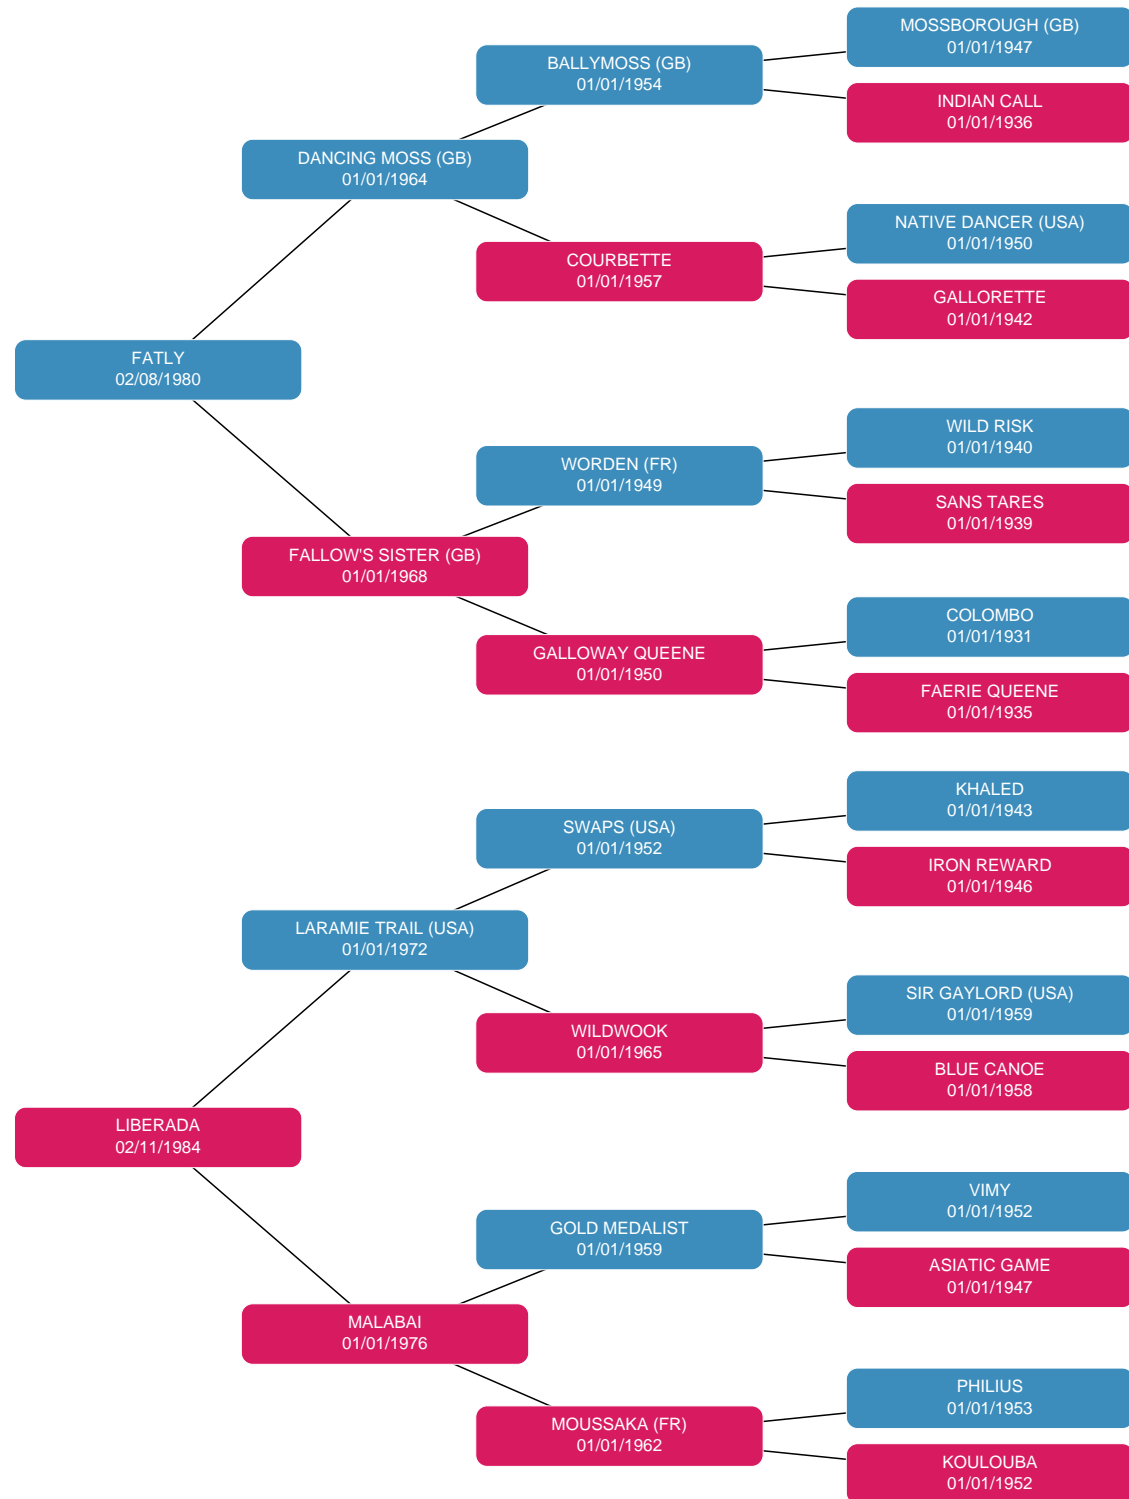 MOSSBOROUGH (GB)
01/01/1947
BALLYMOSS (GB)
01/01/1954
INDIAN CALL
01/01/1936
DANCING MOSS (GB)
01/01/1964
NATIVE DANCER (USA)
01/01/1950
COURBETTE
01/01/1957
GALLORETTE
01/01/1942
FATLY
02/08/1980
WILD RISK
01/01/1940
WORDEN (FR)
01/01/1949
SANS TARES
01/01/1939
FALLOW'S SISTER (GB)
01/01/1968
COLOMBO
01/01/1931
GALLOWAY QUEENE
01/01/1950
FAERIE QUEENE
01/01/1935
KHALED
01/01/1943
SWAPS (USA)
01/01/1952
IRON REWARD
01/01/1946
LARAMIE TRAIL (USA)
01/01/1972
SIR GAYLORD (USA)
01/01/1959
WILDWOOK
01/01/1965
BLUE CANOE
01/01/1958
LIBERADA
02/11/1984
VIMY
01/01/1952
GOLD MEDALIST
01/01/1959
ASIATIC GAME
01/01/1947
MALABAI
01/01/1976
PHILIUS
01/01/1953
MOUSSAKA (FR)
01/01/1962
KOULOUBA
01/01/1952